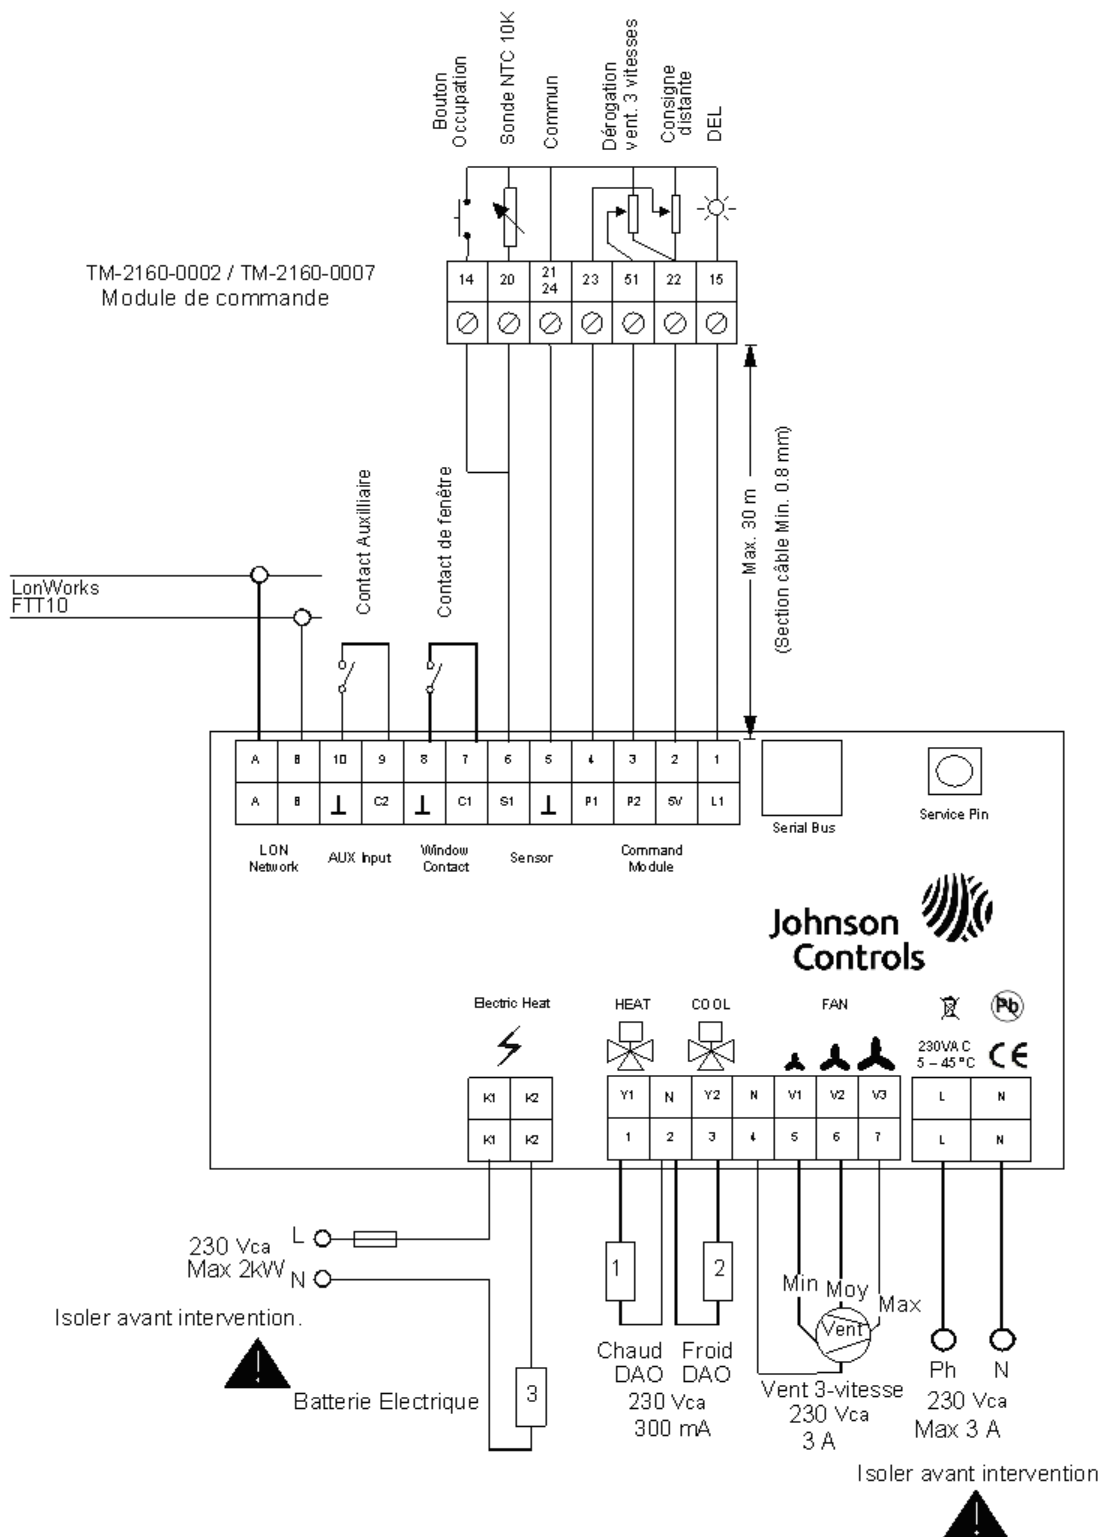 Bouton
Occupation
Sonde NTC 10K
Commun
Dérogation
vent. 3 vitesses
Consigne
distante
DEL
TM-2160-0002 / TM-2160-0007
Module de commande
14
20
21
24
23
51
22
15
Max. 30 m
(Section câble Min. 0.8 mm)
Contact Auxilliaire
Contact de fenêtre
LonWorks
FTT10
A B 10 9 8 7 6 5 4 3 2 1
A B ⊥ C2 ⊥ C1 S1 ⊥ P1 P2 5V L1
LON
Network
AUX Input
Window
Contact
Sensor
Command
Module
Serial Bus
Service Pin
Johnson
Controls
Electric Heat
HEAT
COOL
FAN
Pb
230VAC
5 – 45°C
CE
K1 K2
K1 K2
Y1 N Y2 N V1 V2 V3
1 2 3 4 5 6 7
L N
L N
L
230 Vca
Max 2kW
N
Isoler avant intervention.
!
Batterie Electrique
3
1
2
Chaud
DAO
Froid
DAO
230 Vca
300 mA
Min
Moy
Max
Vent
Vent 3-vitesse
230 Vca
3 A
Ph
N
230 Vca
Max 3 A
Isoler avant intervention
!